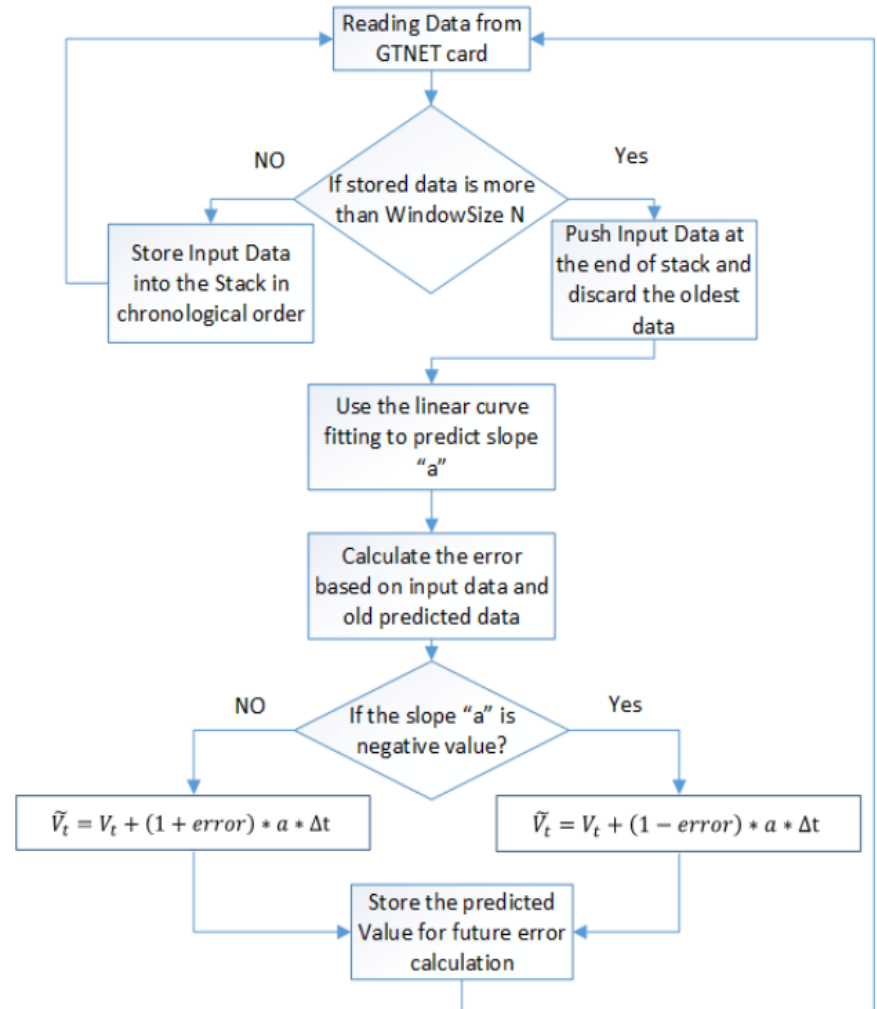 Reading Data from
GTNET card
NO
Yes
If stored data is more
than WindowSize N
Store Input Data
into the Stack in
chronological order
Push Input Data at
the end of stack and
discard the oldest
data
Use the linear curve
fitting to predict slope
“a”
Calculate the error
based on input data and
old predicted data
NO
Yes
If the slope “a” is
negative value?
Ṽₜ = Vₜ + (1 + error) ∗ a ∗ Δt
Ṽₜ = Vₜ + (1 − error) ∗ a ∗ Δt
Store the predicted
Value for future error
calculation